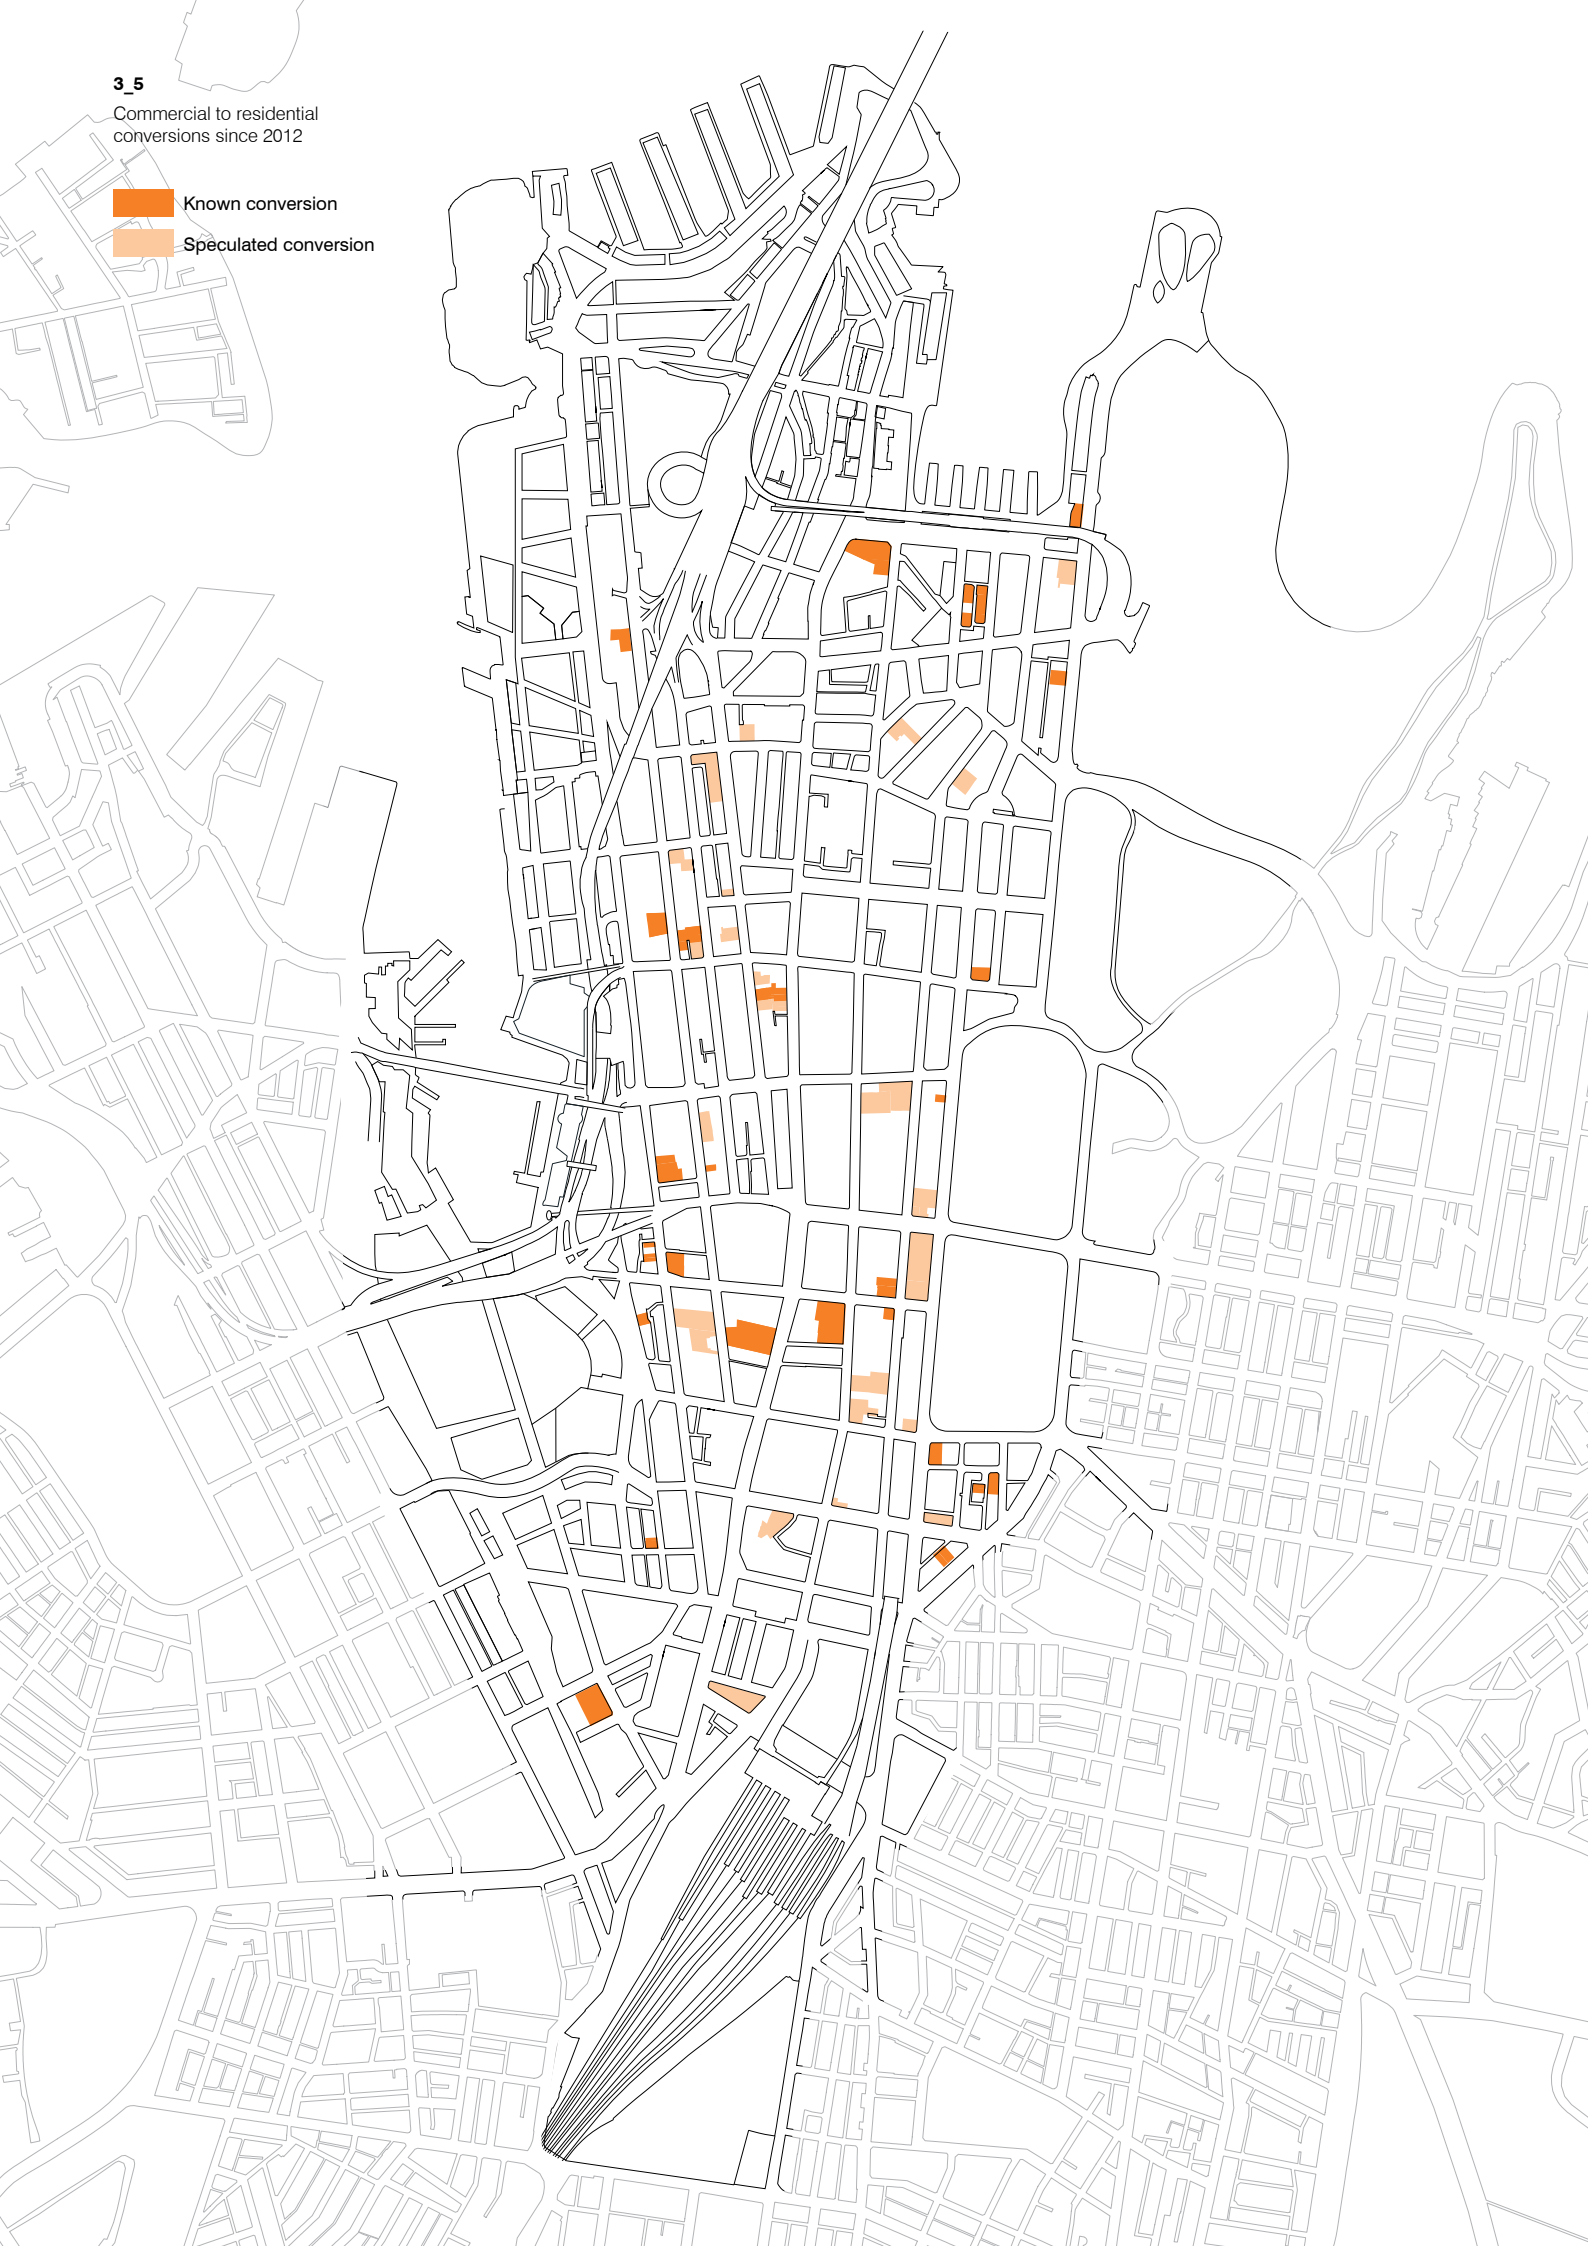 3_5
Commercial to residential
conversions since 2012
Known conversion
Speculated conversion